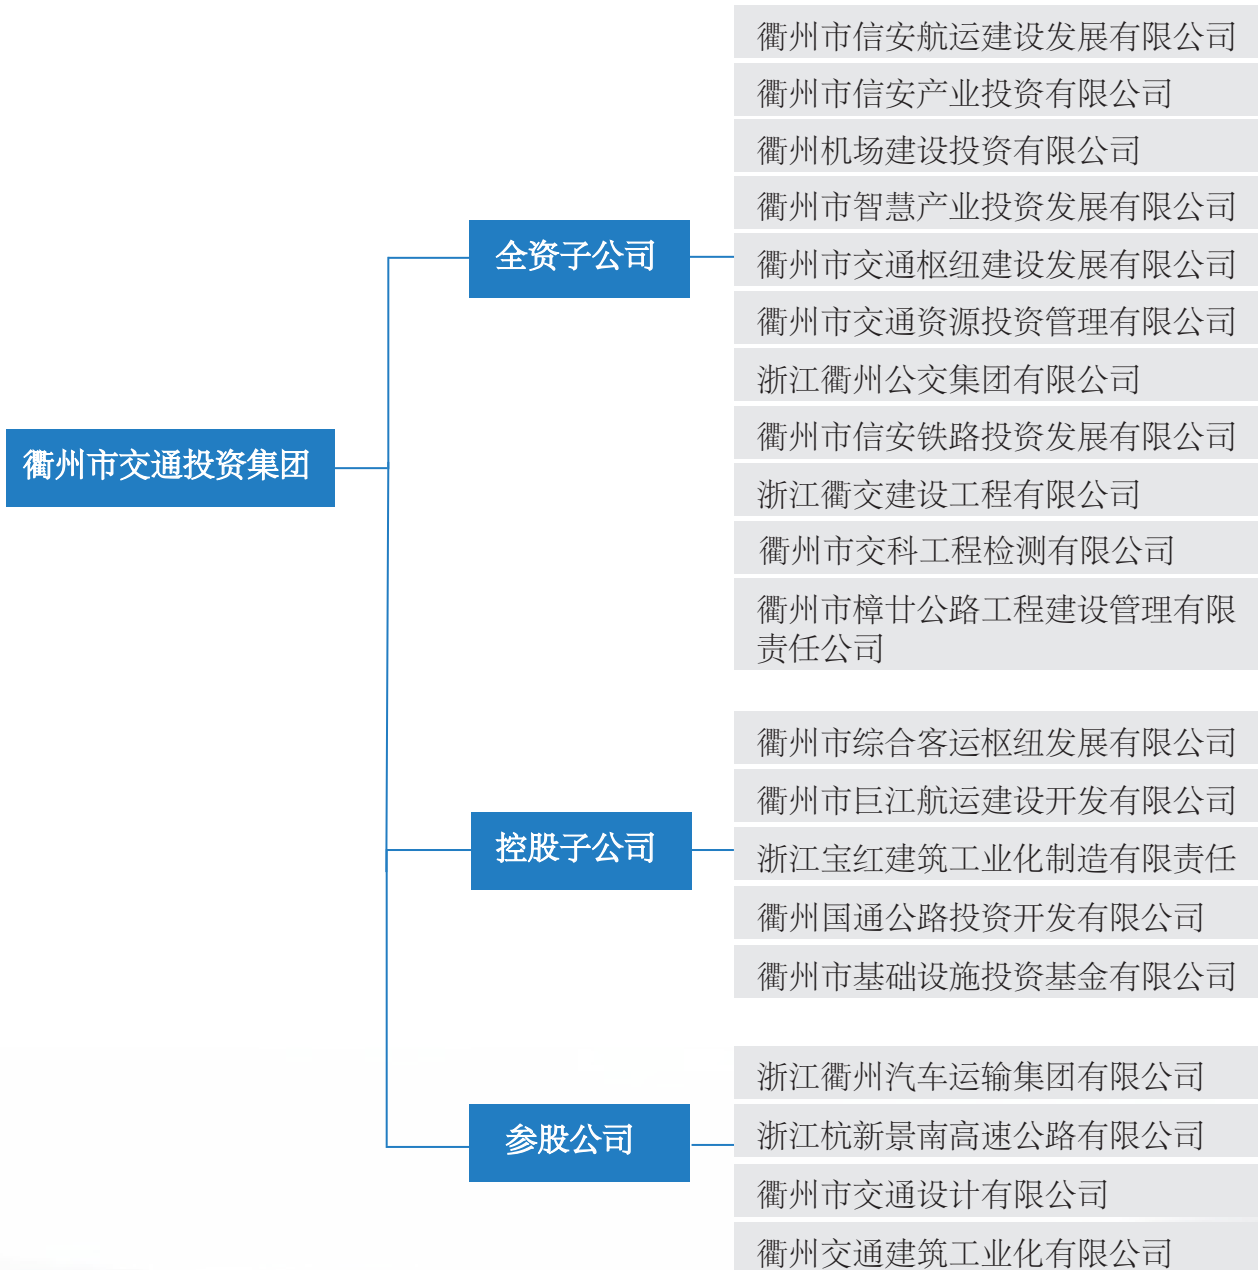 衢州市交通投资集团
全资子公司
衢州市信安航运建设发展有限公司
衢州市信安产业投资有限公司
衢州机场建设投资有限公司
衢州市智慧产业投资发展有限公司
衢州市交通枢纽建设发展有限公司
衢州市交通资源投资管理有限公司
浙江衢州公交集团有限公司
衢州市信安铁路投资发展有限公司
浙江衢交建设工程有限公司
衢州市交科工程检测有限公司
衢州市樟廿公路工程建设管理有限
责任公司
控股子公司
衢州市综合客运枢纽发展有限公司
衢州市巨江航运建设开发有限公司
浙江宝红建筑工业化制造有限责任
衢州国通公路投资开发有限公司
衢州市基础设施投资基金有限公司
参股公司
浙江衢州汽车运输集团有限公司
浙江杭新景南高速公路有限公司
衢州市交通设计有限公司
衢州交通建筑工业化有限公司